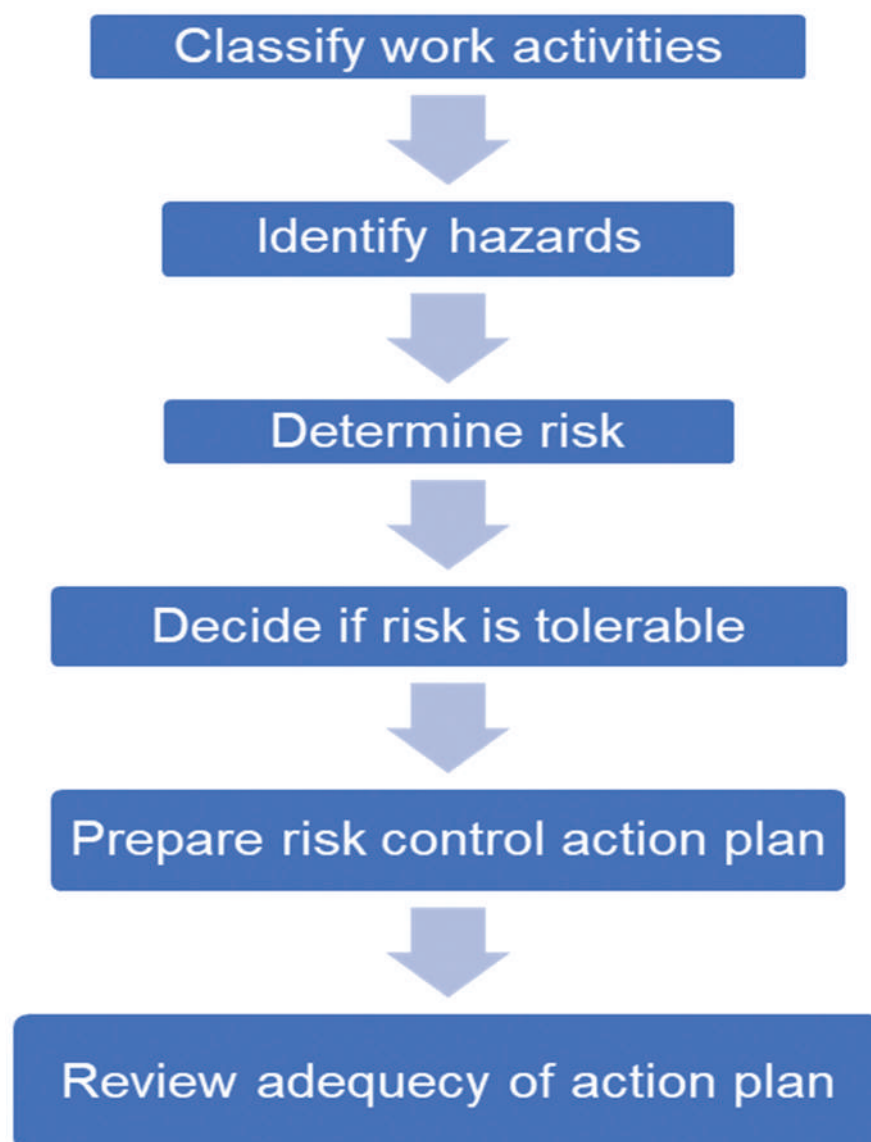 Classify work activities
Identify hazards
Determine risk
Decide if risk is tolerable
Prepare risk control action plan
Review adequecy of action plan